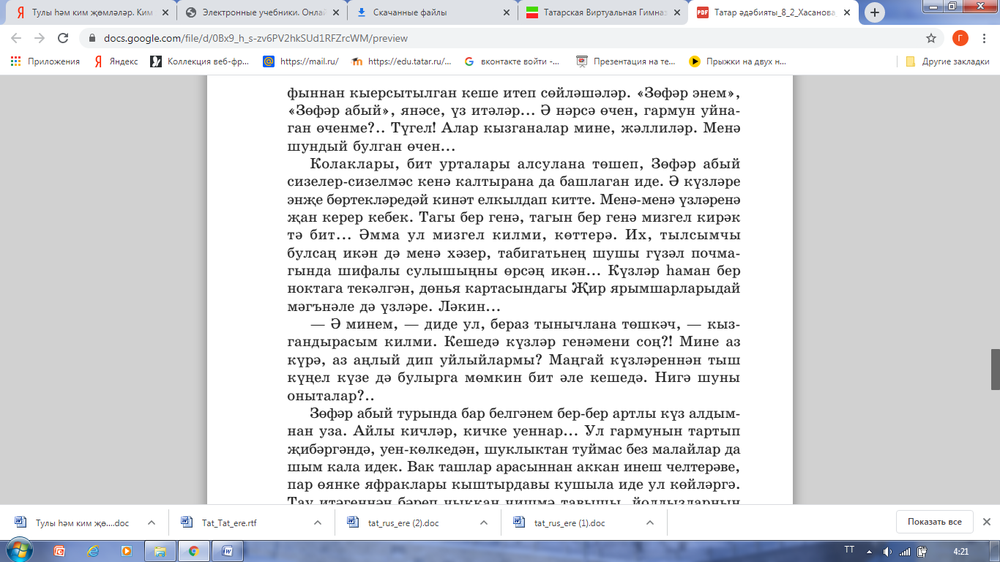 Тулы һәм ким җөмләләр. Ким
Электронные учебники. Онлай
Скачанные файлы
Татарская Виртуальная Гимназ
Татар әдәбияты_8_2_Хасанова,
docs.google.com/file/d/0Bx9_h_s-zv6PV2hkSUd1RFZrcWM/preview
Г
Приложения
Яндекс
Коллекция веб-фр...
https://mail.ru/
https://edu.tatar.ru/...
вконтакте войти -...
Презентация на те...
Прыжки на двух н...
Другие закладки
фыннан кыерсытылган кеше итеп сөйләшәләр. «Зөфәр энем»,
«Зөфәр абый», янәсе, үз итәләр... Ә нәрсә өчен, гармун уйна-
ган өченме?.. Түгел! Алар кызганалар мине, жәллиләр. Менә
шундый булган өчен...
Колаклары, бит урталары алсулана төшеп, Зөфәр абый
сизелер-сизелмәс кенә калтырана да башлаган иде. Ә күзләре
энҗе бөртекләредәй кинәт елкылдап китте. Менә-менә үзләренә
җан керер кебек. Тагы бер генә, тагын бер генә мизгел кирәк
тә бит... Әмма ул мизгел килми, көттерә. Их, тылсымчы
булсаң икән дә менә хәзер, табигатьнең шушы гүзәл почма-
гында шифалы сулышыңны өрсәң икән... Күзләр һаман бер
ноктага текәлгән, дөнья картасындагы Җир ярымшарларыдай
мәгънәле дә үзләре. Ләкин...
— Ә минем, — диде ул, бераз тынычлана төшкәч, — кыз-
гандырасым килми. Кешедә күзләр генәмени соң?! Мине аз
күрә, аз аңлый дип уйлыйлармы? Маңгай күзләреннән тыш
күңел күзе дә булырга мөмкин бит әле кешедә. Нигә шуны
оныталар?..
Зөфәр абый турында бар белгәнем бер-бер артлы күз алдым-
нан уза. Айлы кичләр, кичке уеннар... Ул гармунын тартып
җибәргәндә, уен-көлкедән, шуклыктан туймас без малайлар да
шым кала идек. Вак ташлар арасыннан аккан инеш челтерәве,
пар өянке яфраклары кыштырдавы кушыла иде ул көйләргә.
Тау итәгеннән бәреп чыккан чишмә тавышы, йолдызларның
Тулы һәм ким җө....doc
Tat_Tat_ere.rtf
tat_rus_ere (2).doc
tat_rus_ere (1).doc
Показать все
TT
4:21